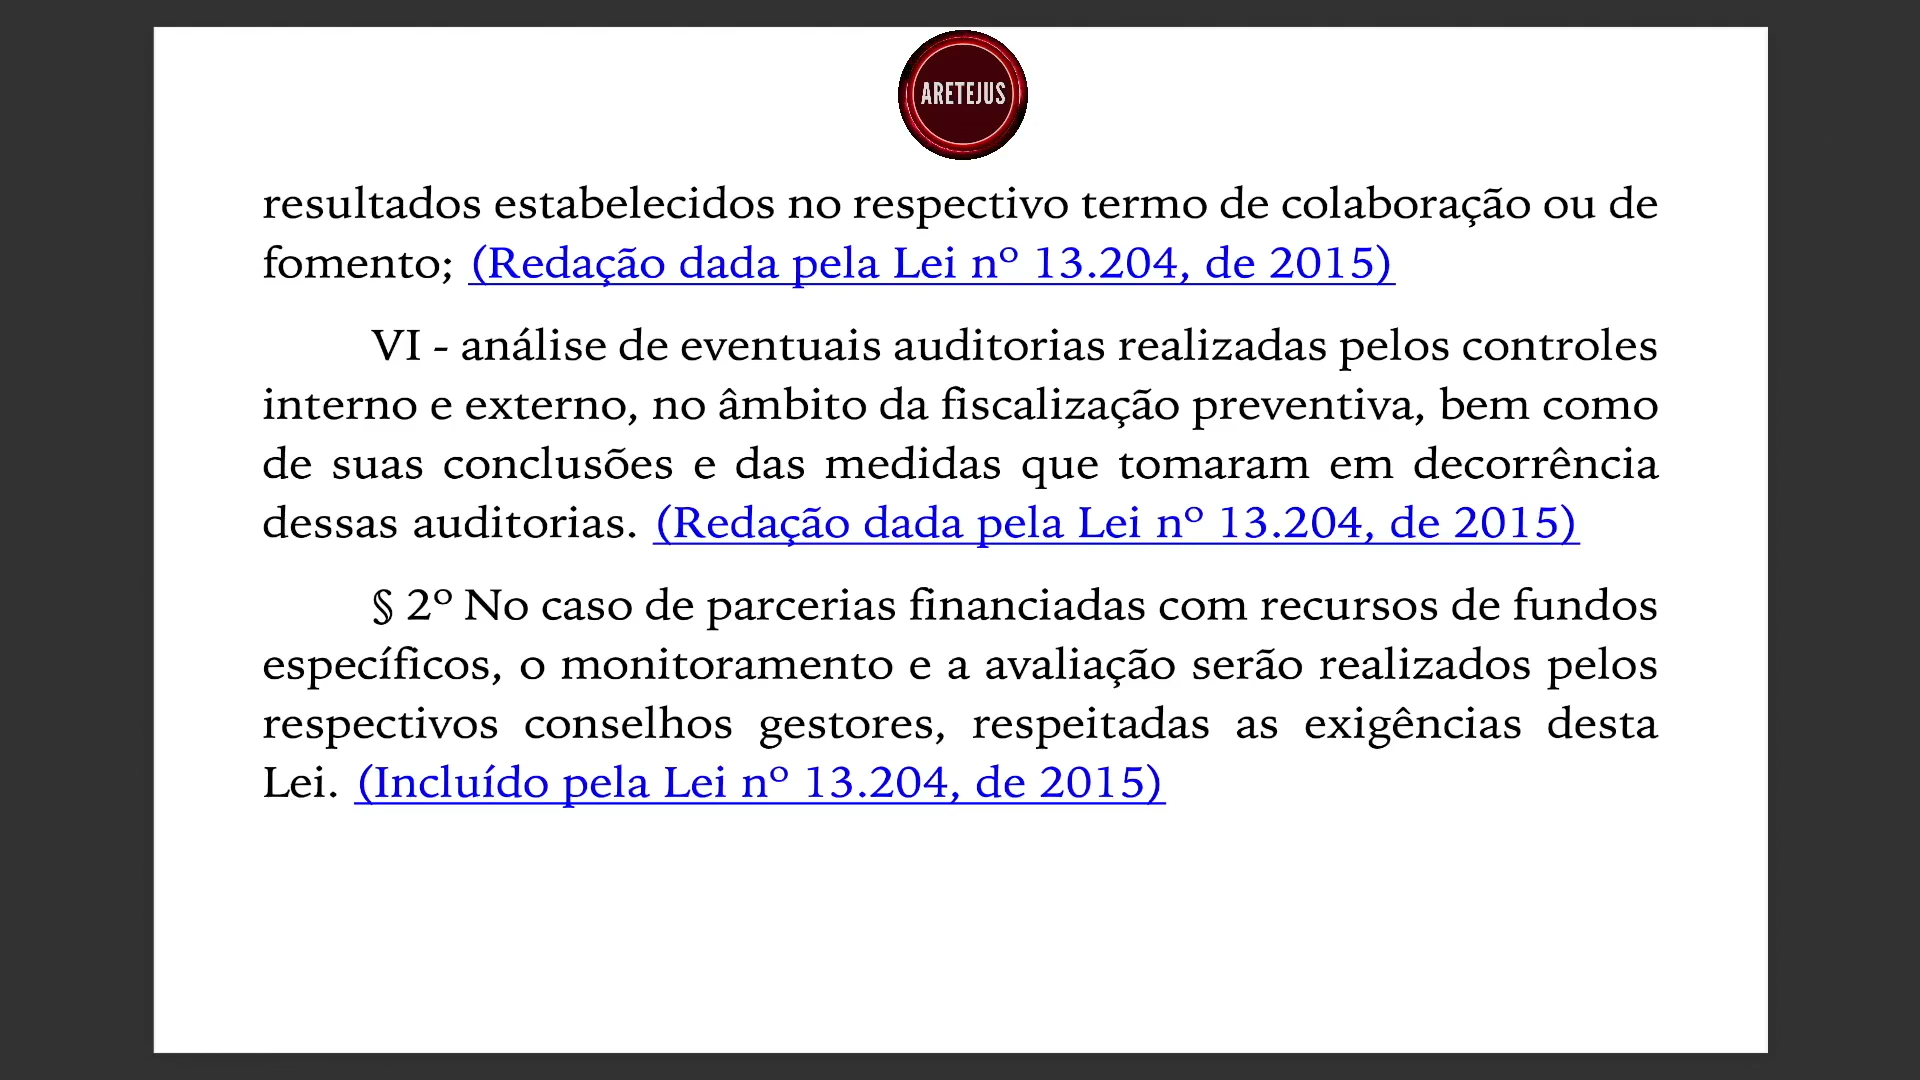 ARETEJUS
resultados estabelecidos no respectivo termo de colaboração ou de
fomento; (Redação dada pela Lei nº 13.204, de 2015)
VI - análise de eventuais auditorias realizadas pelos controles
interno e externo, no âmbito da fiscalização preventiva, bem como
de suas conclusões e das medidas que tomaram em decorrência
dessas auditorias. (Redação dada pela Lei nº 13.204, de 2015)
§ 2º No caso de parcerias financiadas com recursos de fundos
específicos, o monitoramento e a avaliação serão realizados pelos
respectivos conselhos gestores, respeitadas as exigências desta
Lei. (Incluído pela Lei nº 13.204, de 2015)